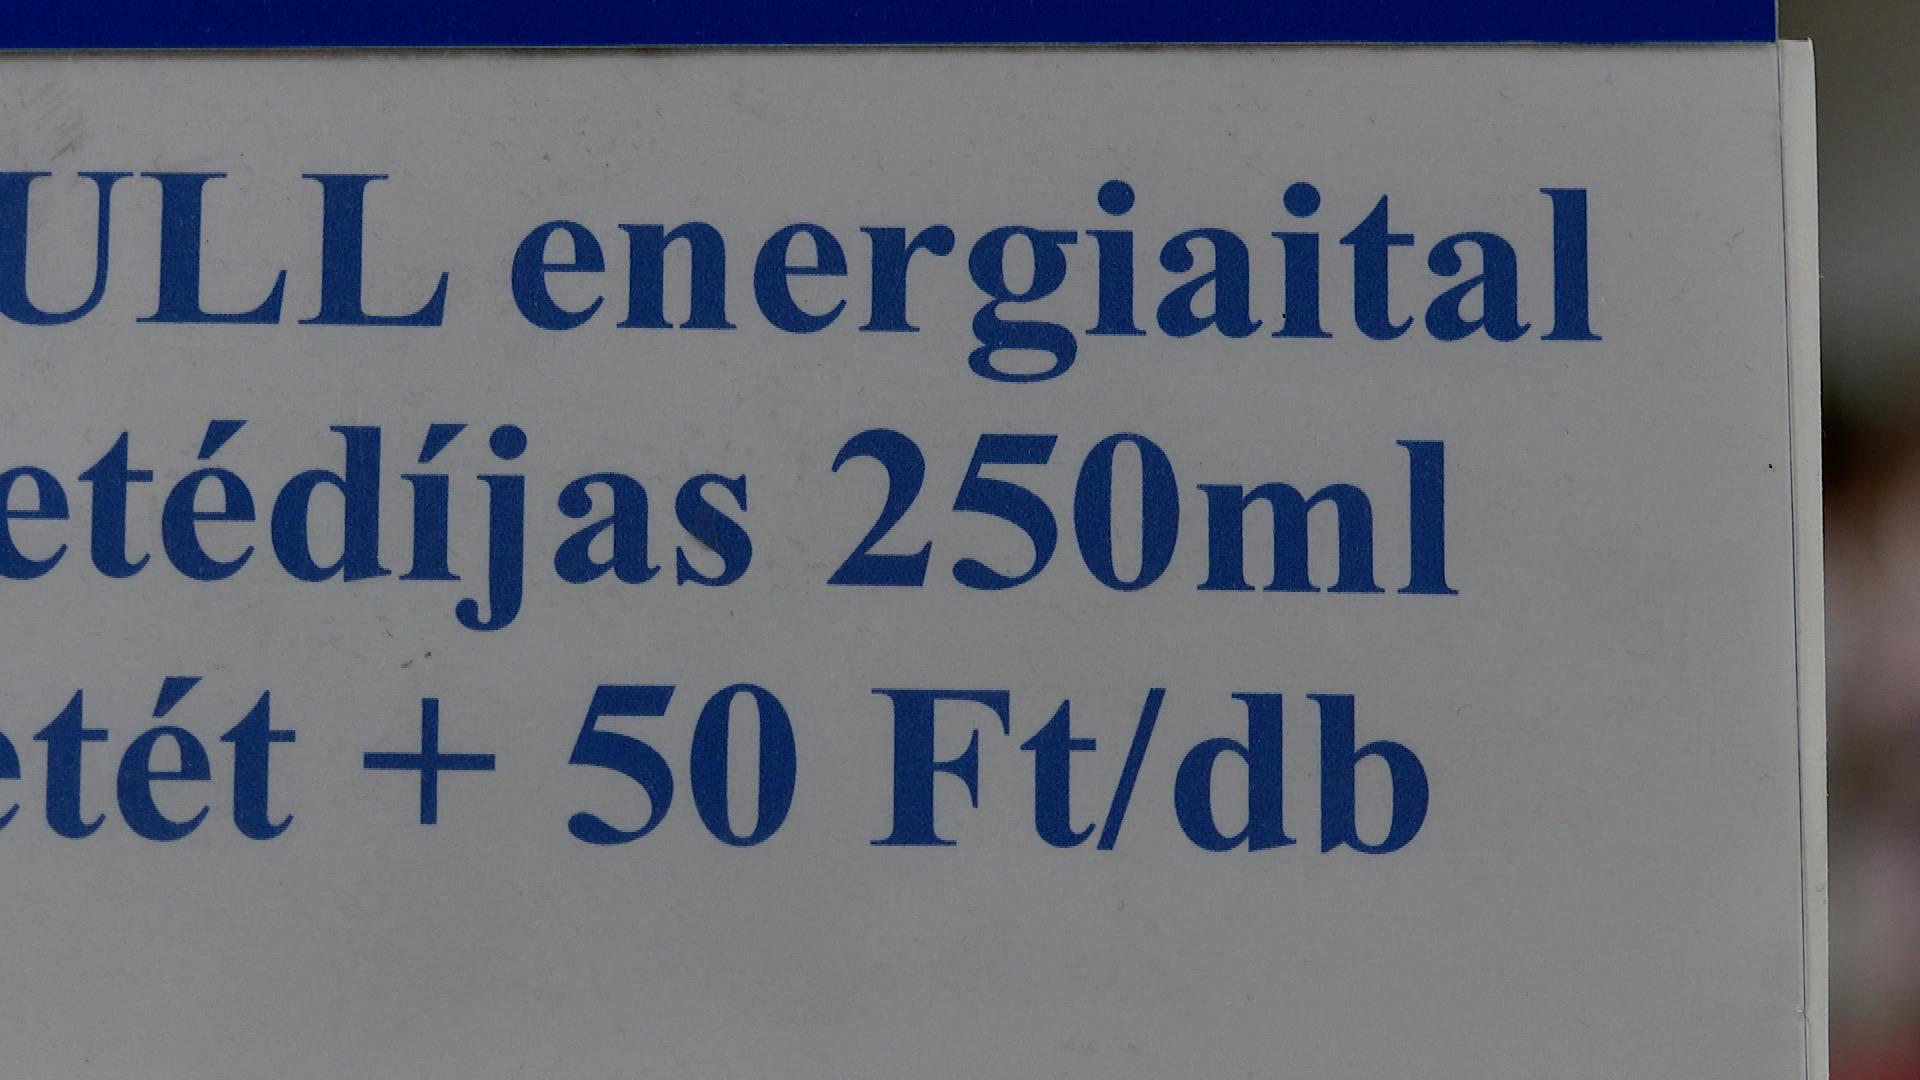 ULL energiaital
etédíjas 250ml
etét + 50 Ft/db